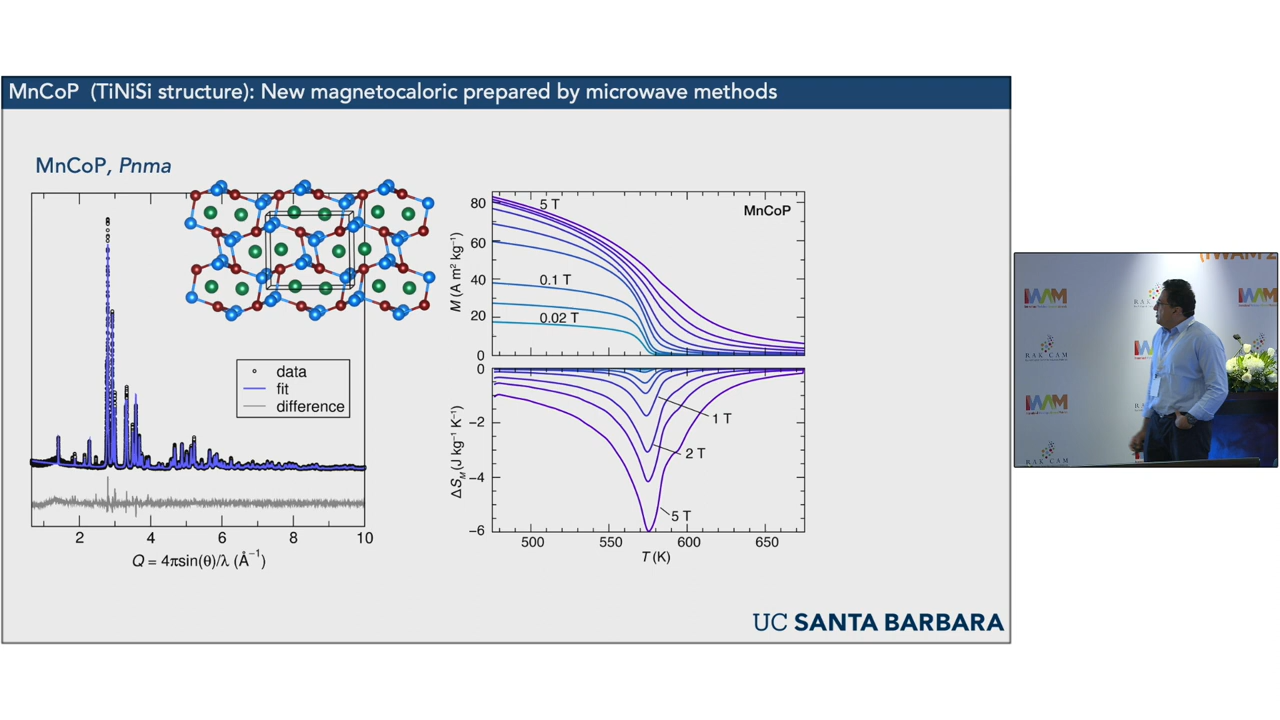 MnCoP (TiNiSi structure): New magnetocaloric prepared by microwave methods
MnCoP, Pnma
data
fit
difference
2 4 6 8 10
Q = 4πsin(θ)/λ (Å⁻¹)
MnCoP
5 T
0.1 T
0.02 T
80
60
40
20
0
M (A m² kg⁻¹)
0
−2
−4
−6
ΔS_M (J kg⁻¹ K⁻¹)
1 T
2 T
5 T
500 550 600 650
T (K)
UC SANTA BARBARA
IWAM
RAK CAM
IWAM
RAK CAM
IWAM